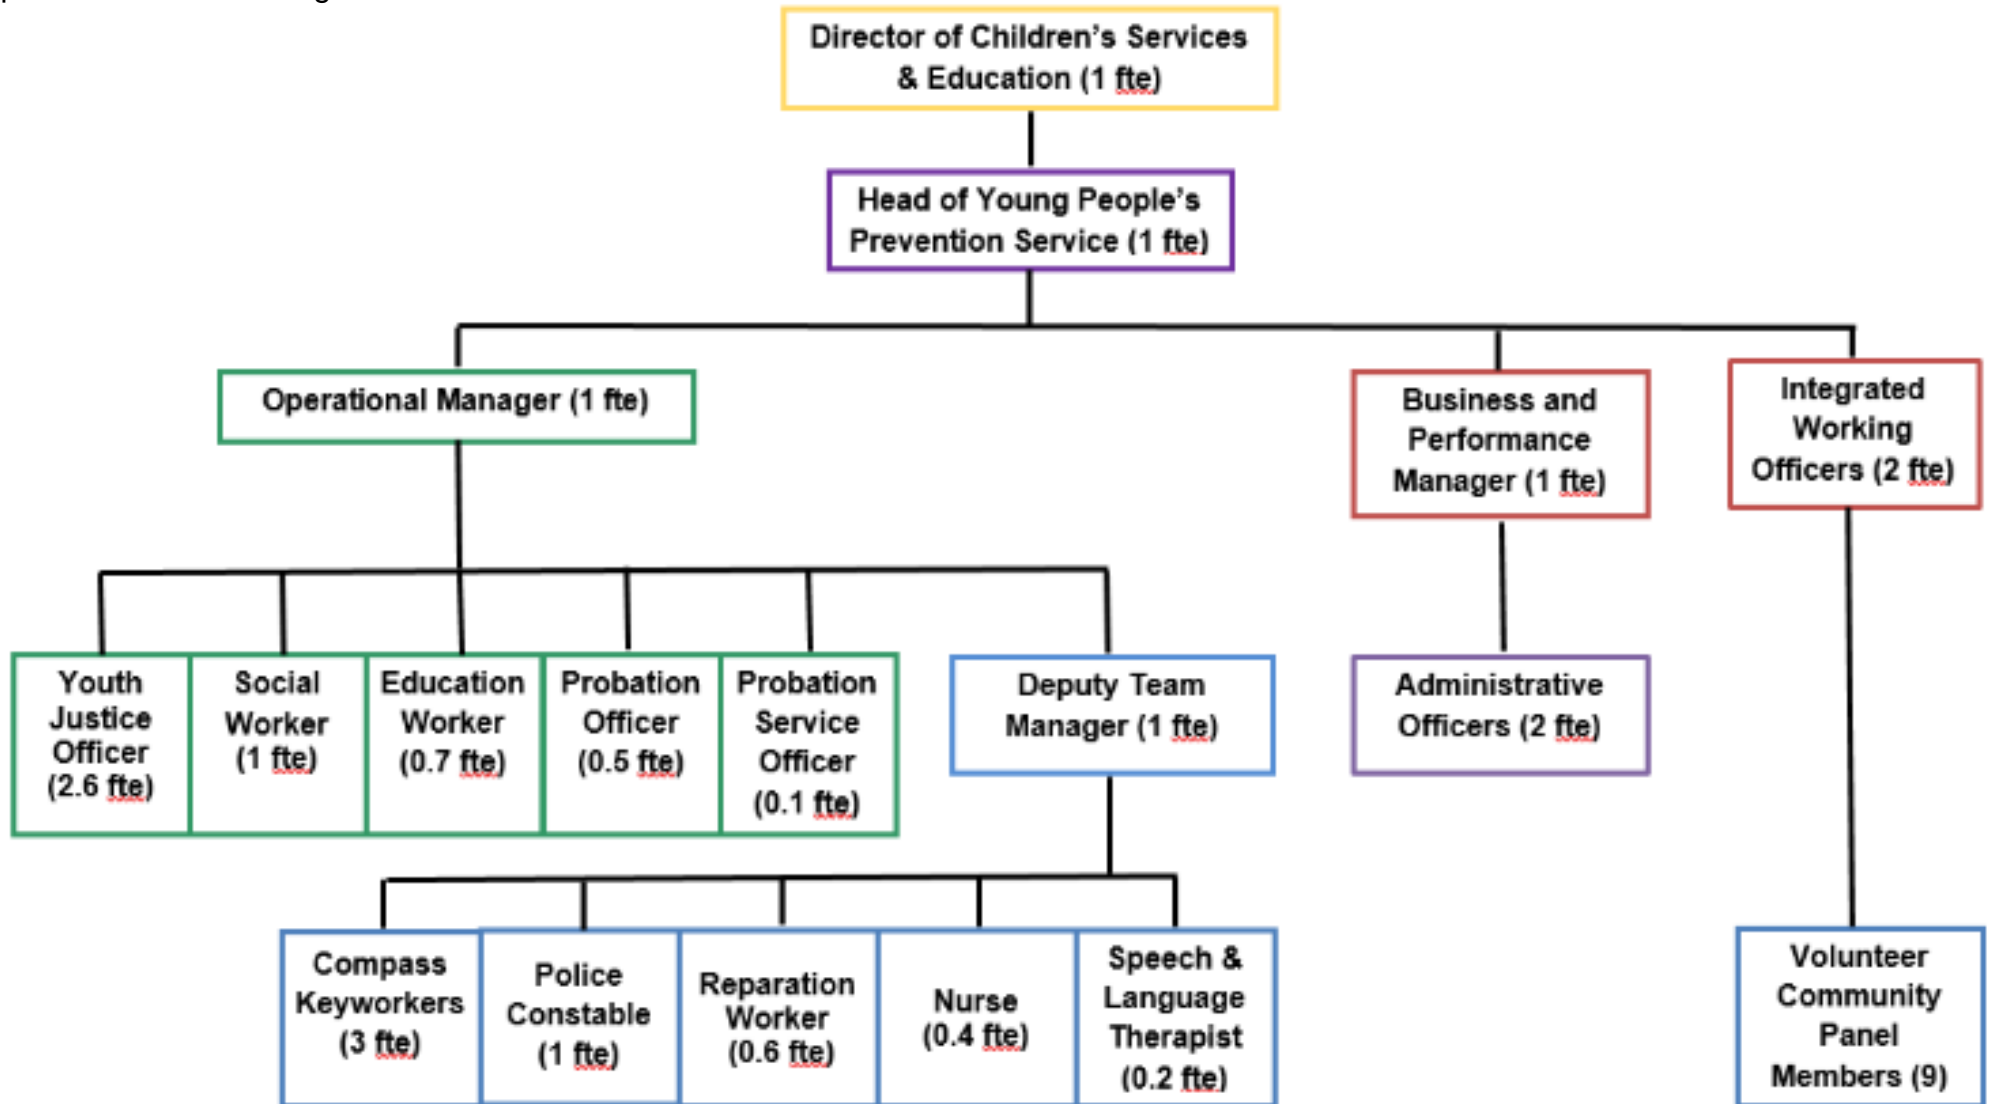 Director of Children's Services
& Education (1 fte)
Head of Young People's
Prevention Service (1 fte)
Operational Manager (1 fte)
Business and
Performance
Manager (1 fte)
Integrated
Working
Officers (2 fte)
Youth
Justice
Officer
(2.6 fte)
Social
Worker
(1 fte)
Education
Worker
(0.7 fte)
Probation
Officer
(0.5 fte)
Probation
Service
Officer
(0.1 fte)
Deputy Team
Manager (1 fte)
Administrative
Officers (2 fte)
Compass
Keyworkers
(3 fte)
Police
Constable
(1 fte)
Reparation
Worker
(0.6 fte)
Nurse
(0.4 fte)
Speech &
Language
Therapist
(0.2 fte)
Volunteer
Community
Panel
Members (9)